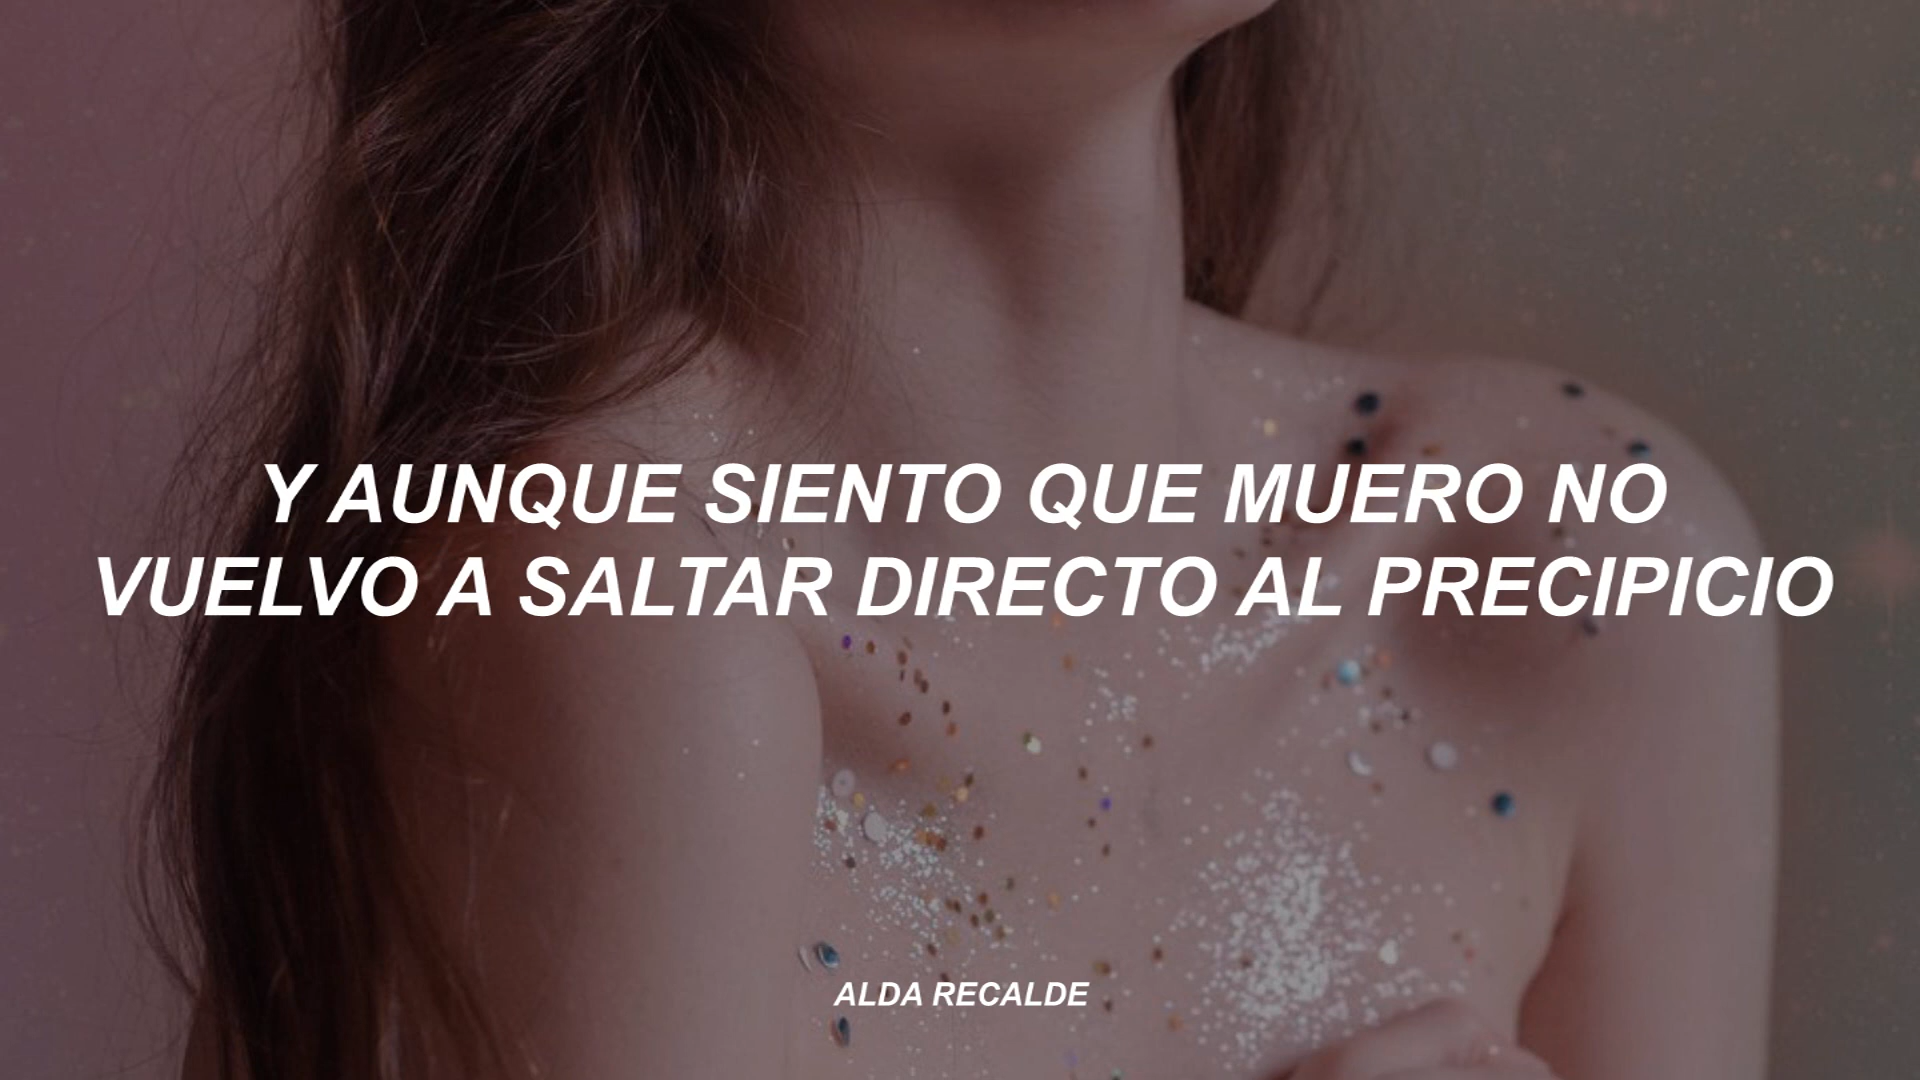 Y AUNQUE SIENTO QUE MUERO NO
VUELVO A SALTAR DIRECTO AL PRECIPICIO
ALDA RECALDE